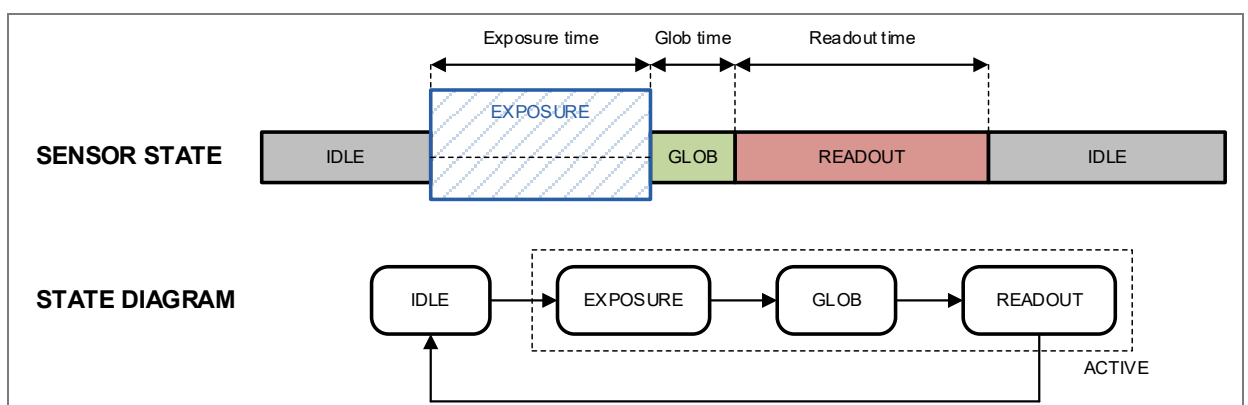 Exposure time Glob time Readout time
EXPOSURE
SENSOR STATE IDLE GLOB READOUT IDLE
STATE DIAGRAM IDLE EXPOSURE GLOB READOUT
ACTIVE